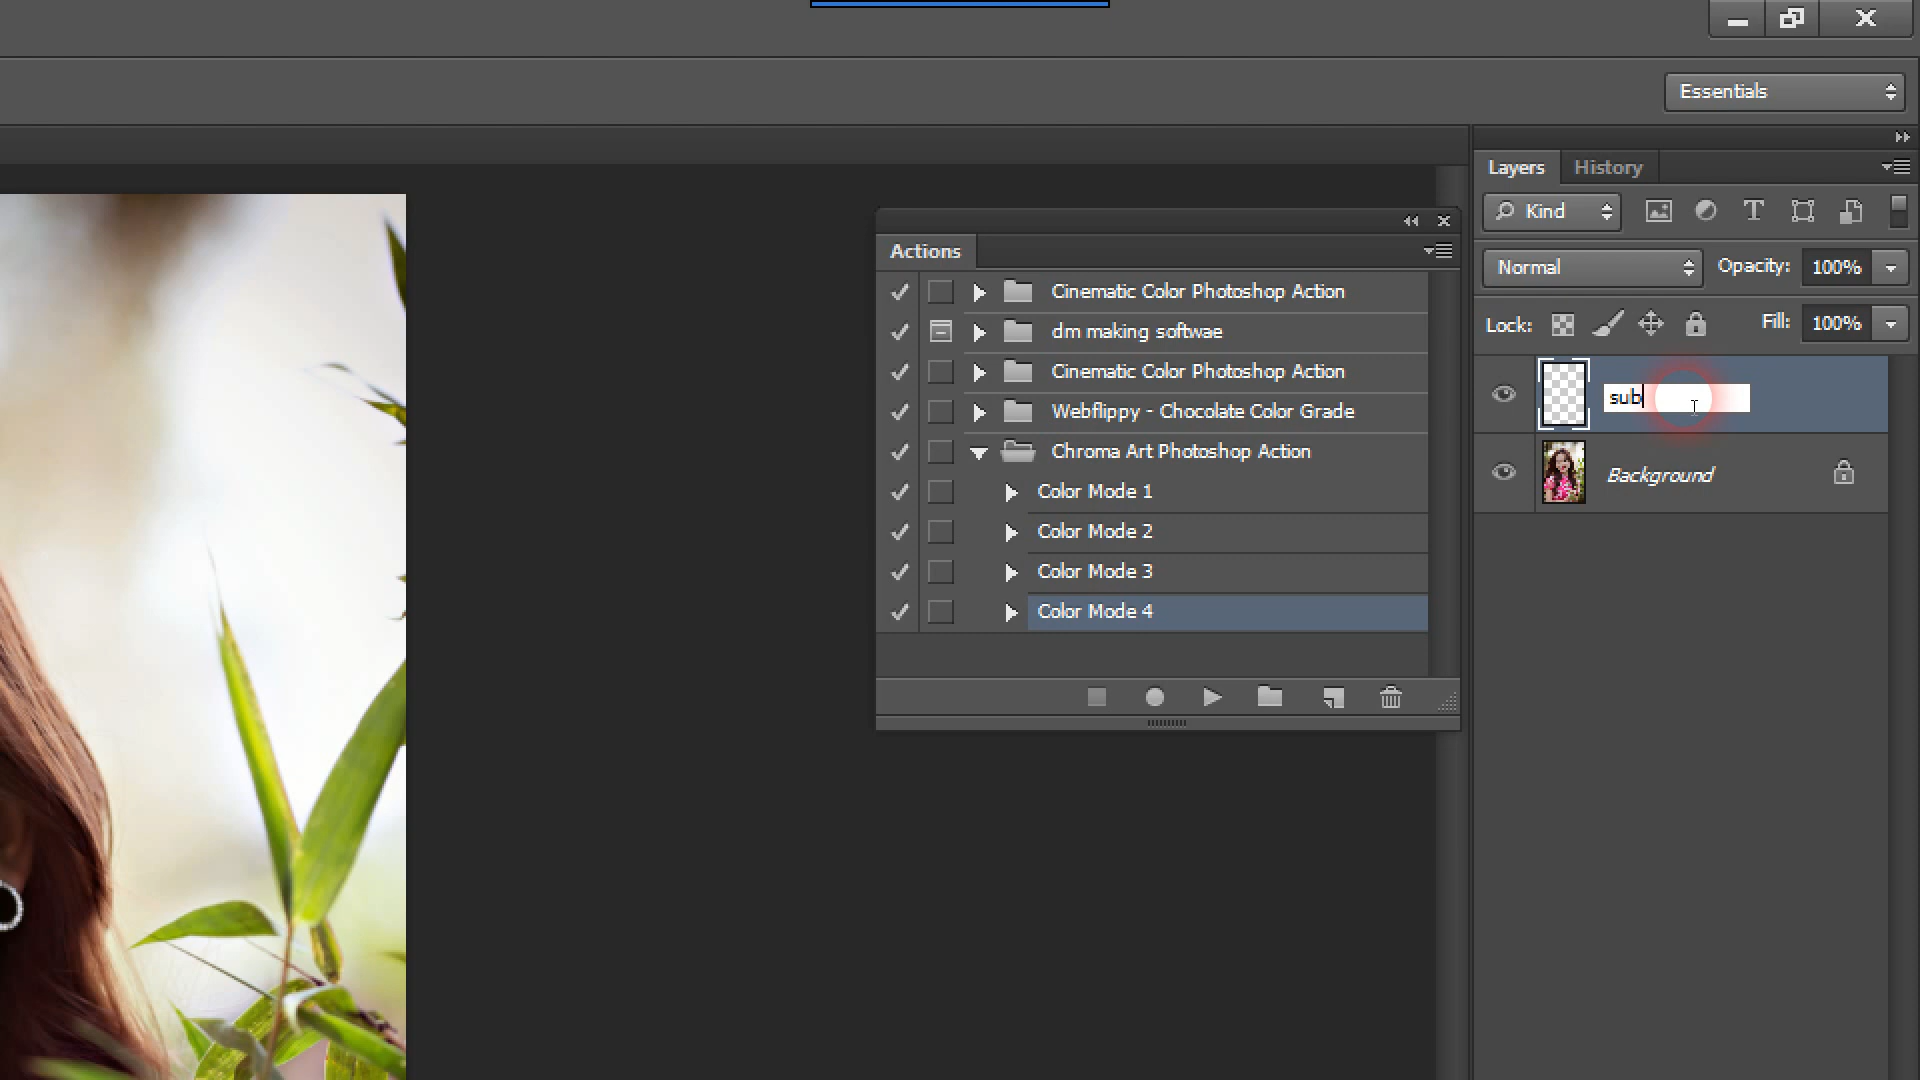 Essentials
Layers
History
Kind
Normal
Opacity:
100%
Lock:
Fill:
100%
sub
Background
Actions
Cinematic Color Photoshop Action
dm making softwae
Cinematic Color Photoshop Action
Webflippy - Chocolate Color Grade
Chroma Art Photoshop Action
Color Mode 1
Color Mode 2
Color Mode 3
Color Mode 4